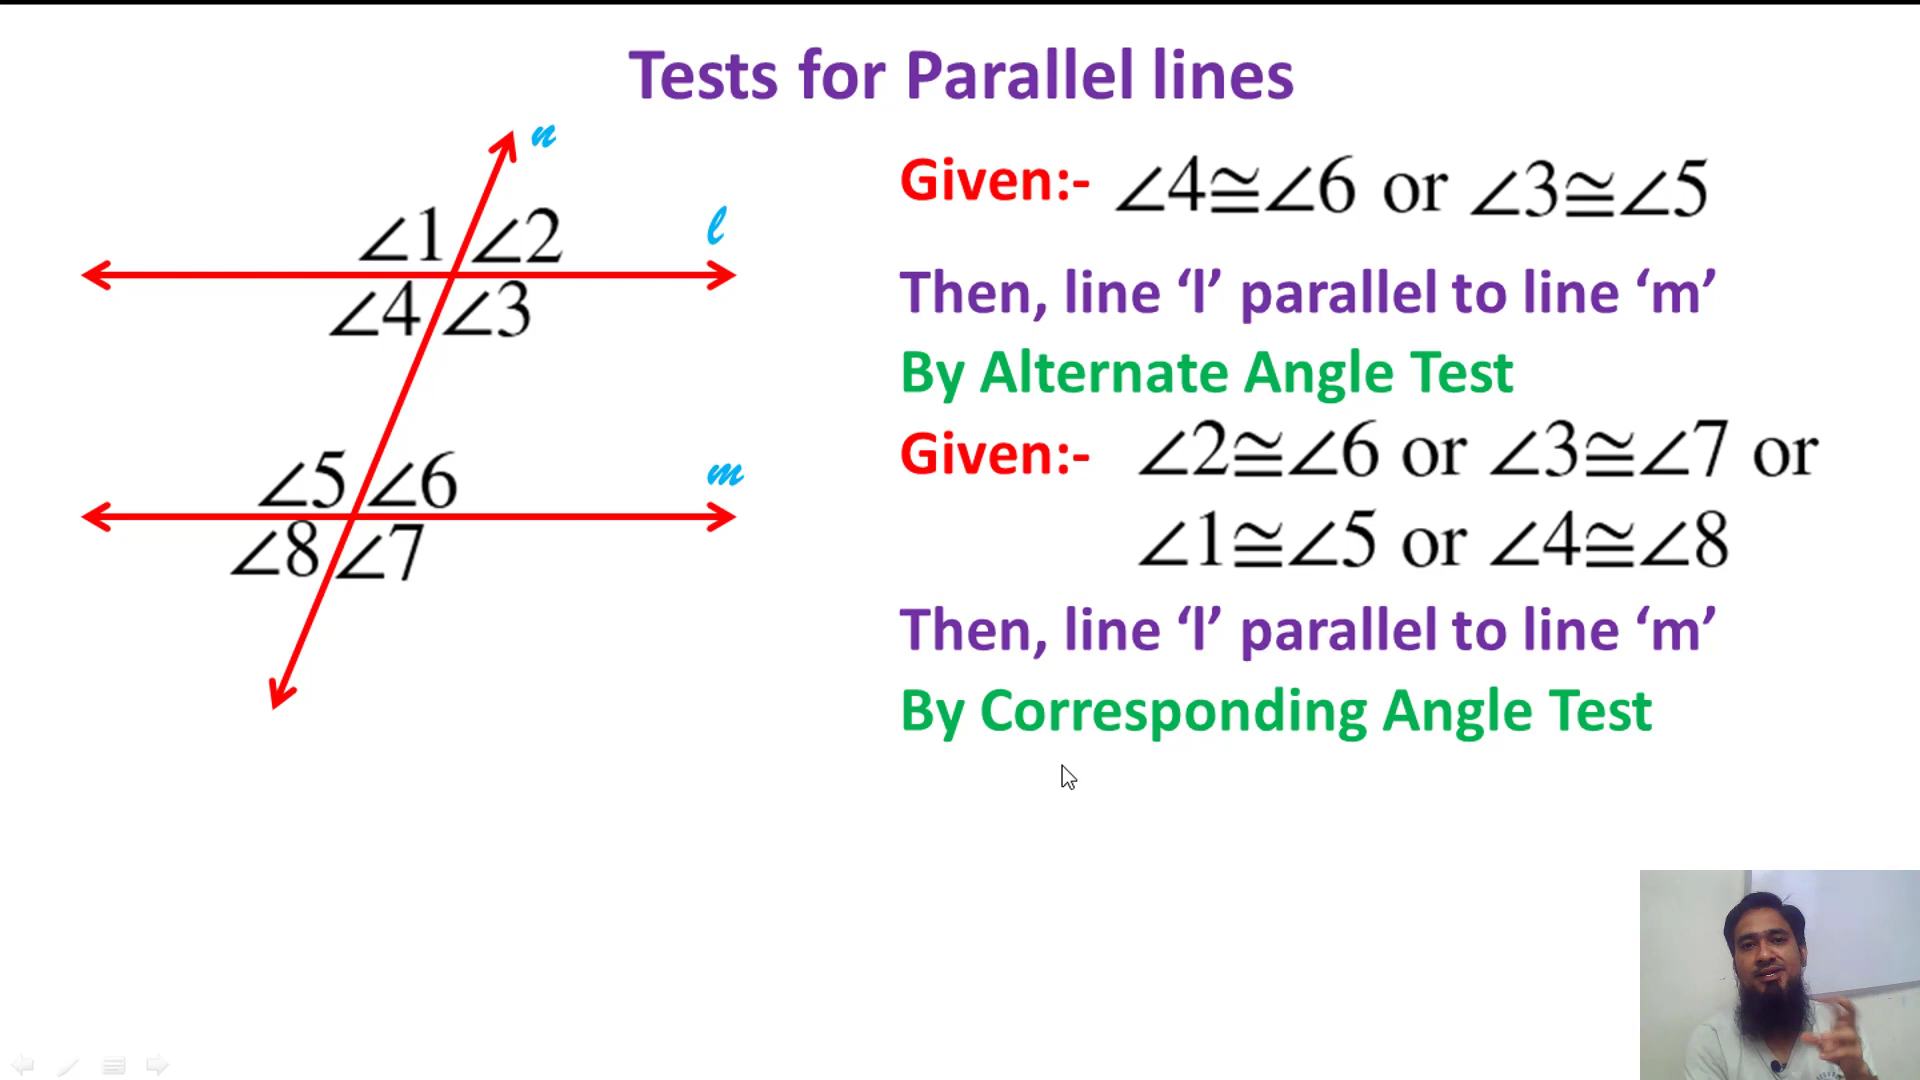 Tests for Parallel lines
n
l
∠1 ∠2
∠4 ∠3
m
∠5 ∠6
∠8 ∠7
Given:- ∠4≅∠6 or ∠3≅∠5
Then, line ‘l’ parallel to line ‘m’
By Alternate Angle Test
Given:- ∠2≅∠6 or ∠3≅∠7 or
∠1≅∠5 or ∠4≅∠8
Then, line ‘l’ parallel to line ‘m’
By Corresponding Angle Test